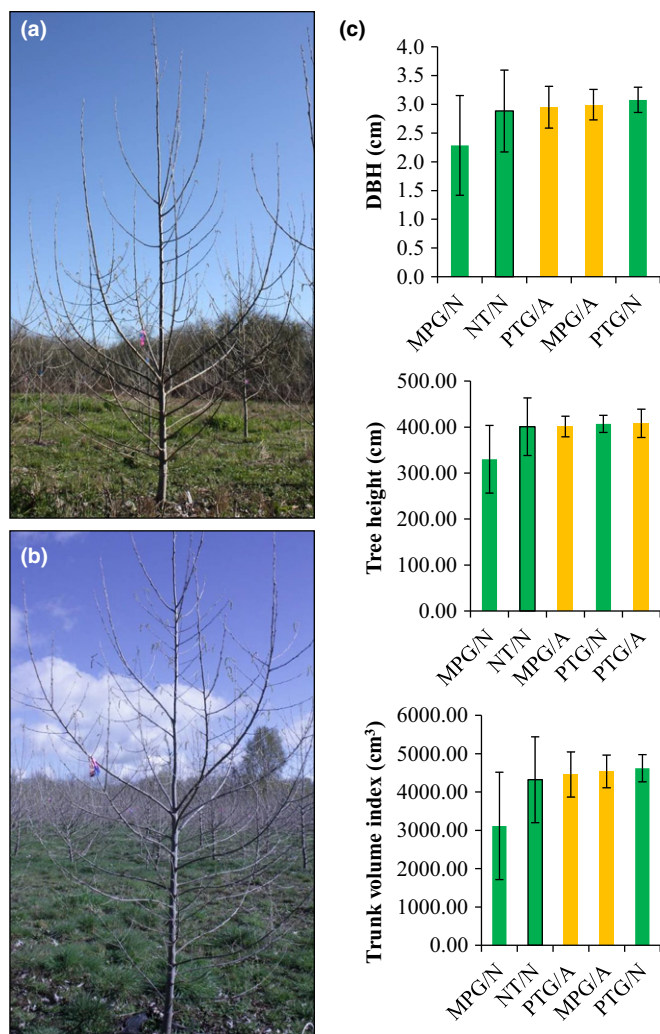 (a)
(b)
(c)
4.0
3.5
3.0
2.5
2.0
1.5
1.0
0.5
0.0
DBH (cm)
MPG/N
NT/N
PTG/A
MPG/A
PTG/N
500.00
400.00
300.00
200.00
100.00
0.00
Tree height (cm)
MPG/N
NT/N
MPG/A
PTG/N
PTG/A
6000.00
5000.00
4000.00
3000.00
2000.00
1000.00
0.00
Trunk volume index (cm³)
MPG/N
NT/N
PTG/A
MPG/A
PTG/N